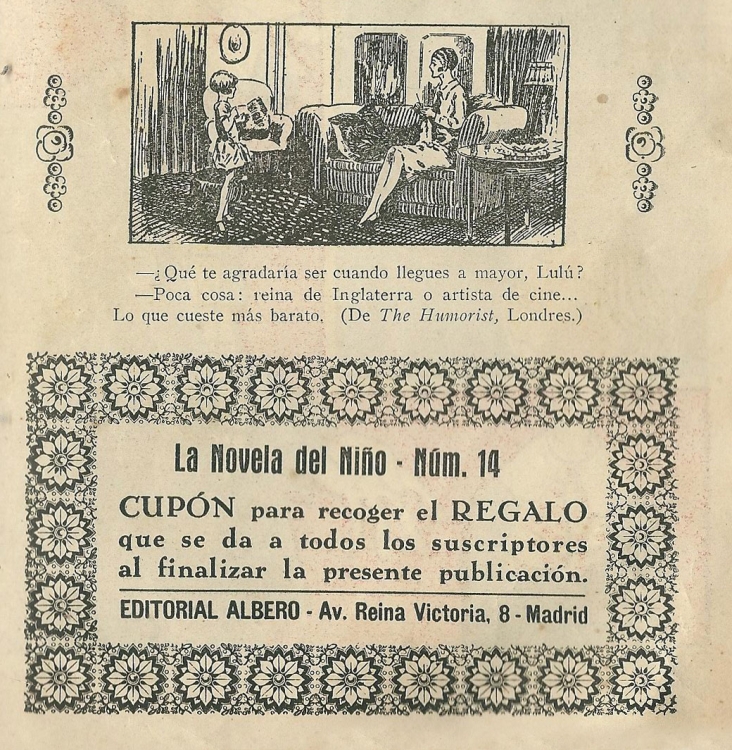 —¿Qué te agradaría ser cuando llegues a mayor, Lulú?
—Poca cosa: reina de Inglaterra o artista de cine...
Lo que cueste más barato. (De The Humorist, Londres.)
La Novela del Niño - Núm. 14
CUPÓN para recoger el REGALO
que se da a todos los suscriptores
al finalizar la presente publicación.
EDITORIAL ALBERO - Av. Reina Victoria, 8 - Madrid